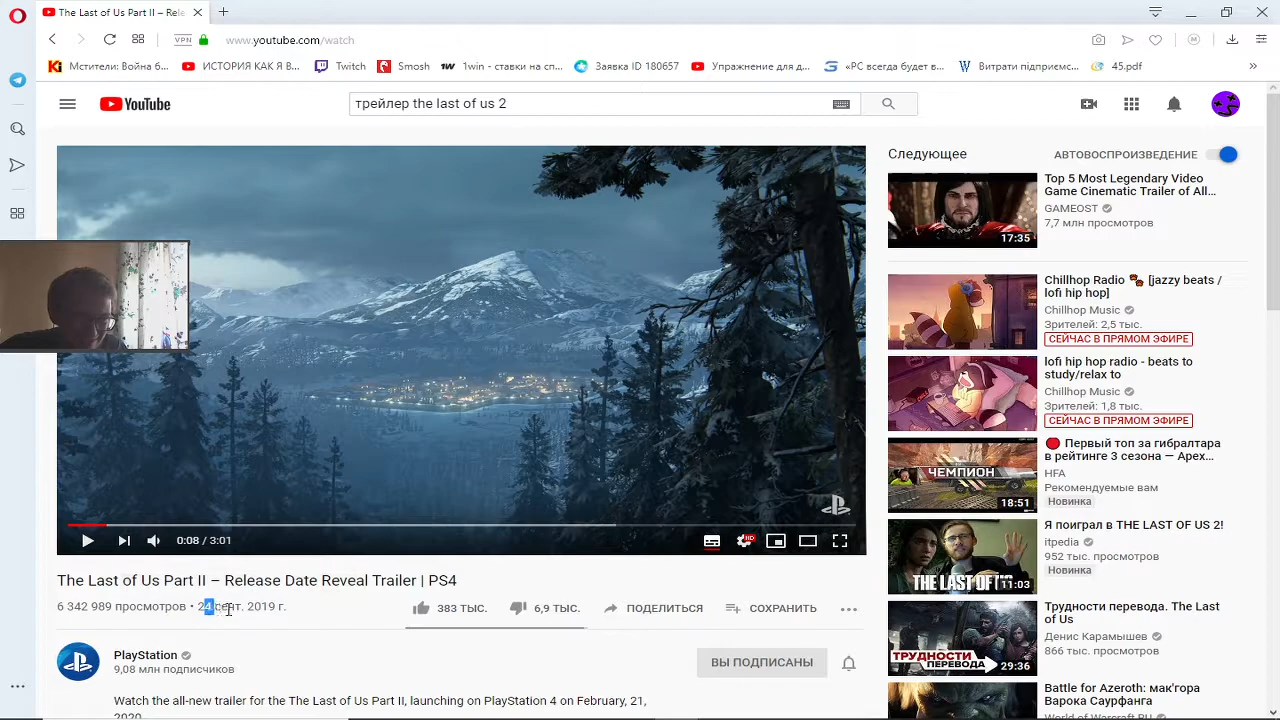 The Last of Us Part II – Rele
VPN
www.youtube.com/watch
Мстители: Война б...
ИСТОРИЯ КАК Я В...
Twitch
Smosh
1win - ставки на сп...
Заявка ID 180657
Упражнение для д...
«PC всегда будет в...
Витрати підприємс...
45.pdf
YouTube
трейлер the last of us 2
Следующее
АВТОВОСПРОИЗВЕДЕНИЕ
17:35
Top 5 Most Legendary Video
Game Cinematic Trailer of All...
GAMEOST
7,7 млн просмотров
Chillhop Radio 🍂 [jazzy beats /
lofi hip hop]
Chillhop Music
Зрителей: 2,5 тыс.
СЕЙЧАС В ПРЯМОМ ЭФИРЕ
lofi hip hop radio - beats to
study/relax to
Chillhop Music
Зрителей: 1,8 тыс.
СЕЙЧАС В ПРЯМОМ ЭФИРЕ
ЧЕМПИОН
18:51
🔴 Первый топ за гибралтара
в рейтинге 3 сезона — Apex...
HFA
Рекомендуемые вам
Новинка
THE LAST OF US
11:03
Я поиграл в THE LAST OF US 2!
itpedia
952 тыс. просмотров
Новинка
ТРУДНОСТИ
ПЕРЕВОДА
29:36
Трудности перевода. The Last
of Us
Денис Карамышев
866 тыс. просмотров
Battle for Azeroth: мак’гора
Варока Саурфанга
World of Warcraft RU
0:08 / 3:01
HD
The Last of Us Part II – Release Date Reveal Trailer | PS4
6 342 989 просмотров • 24 сент. 2019 г.
383 ТЫС.
6,9 ТЫС.
ПОДЕЛИТЬСЯ
СОХРАНИТЬ
PlayStation
9,08 млн подписчиков
ВЫ ПОДПИСАНЫ
Watch the all-new trailer for The Last of Us Part II, launching on PlayStation 4 on February, 21,
2020.